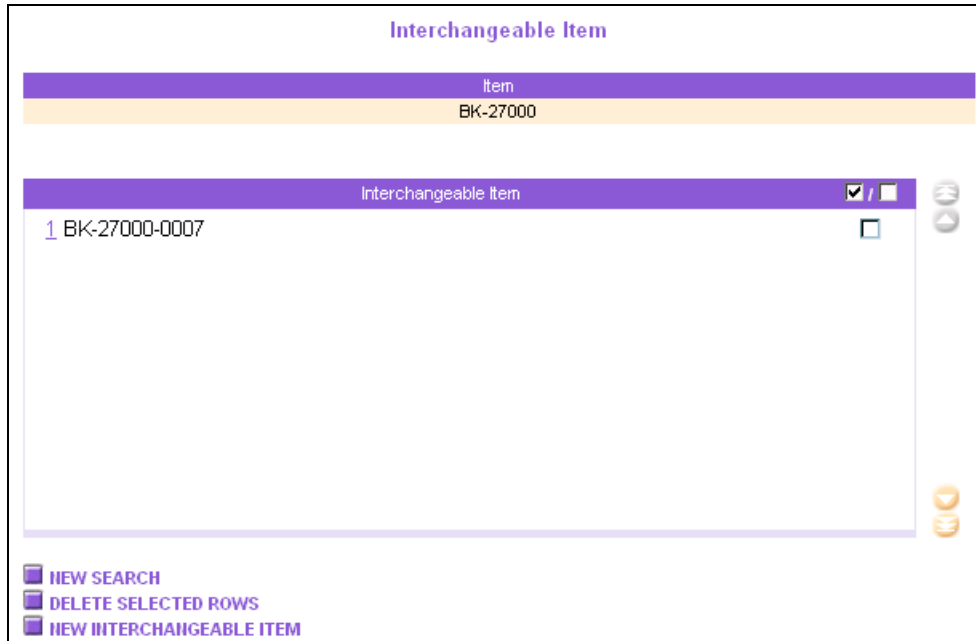 Interchangeable Item
Item
BK-27000
Interchangeable Item /
1 BK-27000-0007
NEW SEARCH
DELETE SELECTED ROWS
NEW INTERCHANGEABLE ITEM